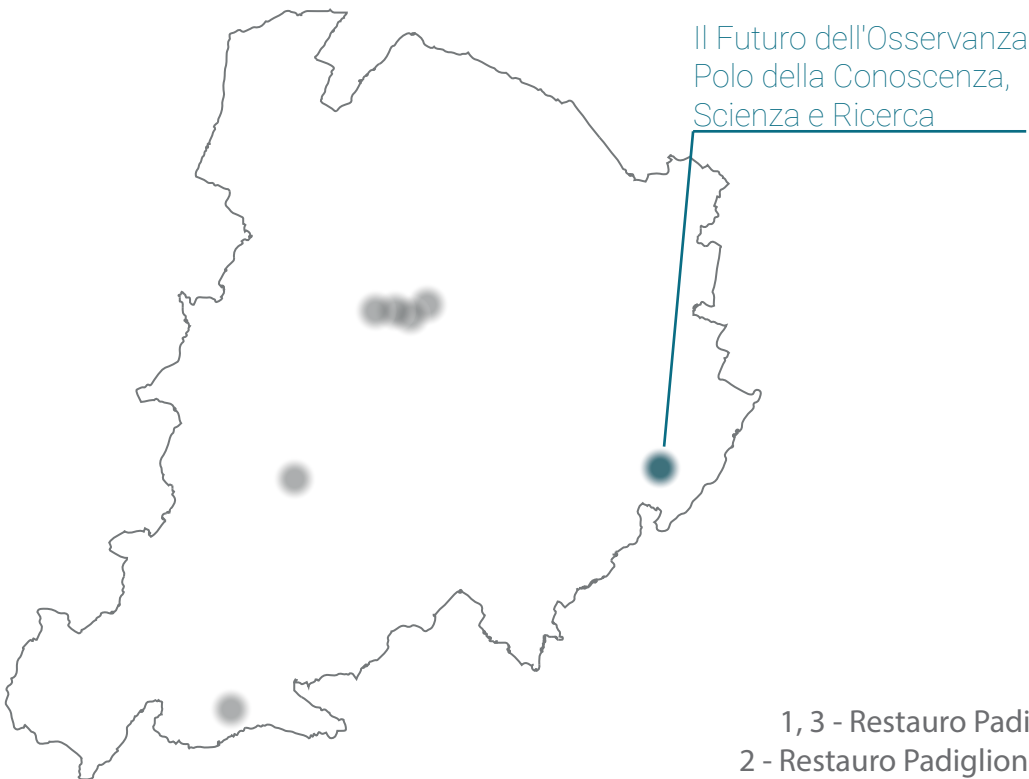 Il Futuro dell'Osservanza
Polo della Conoscenza,
Scienza e Ricerca
1, 3 - Restauro Padi
2 - Restauro Padiglion